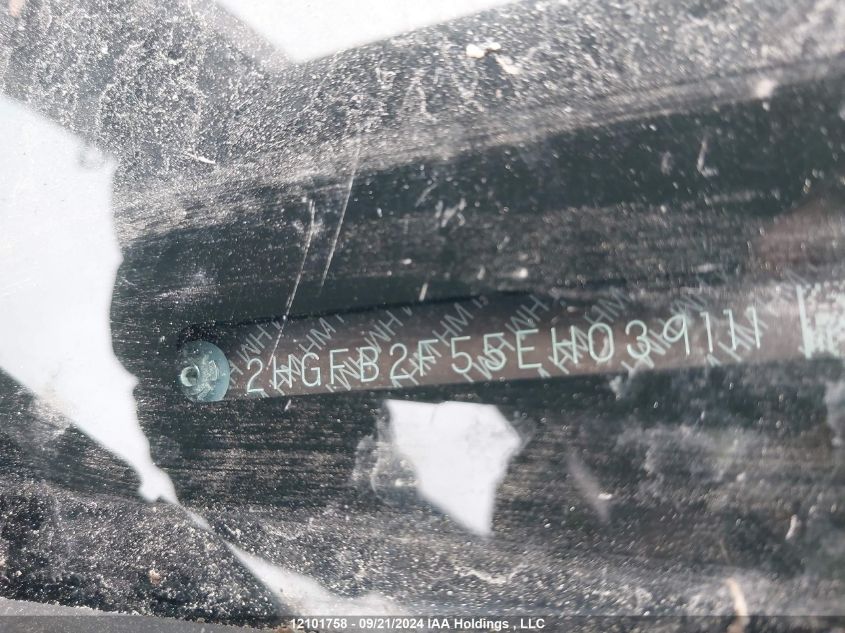 2HGFB2F55EH039111
12101758 - 09/21/2024 IAA Holdings , LLC